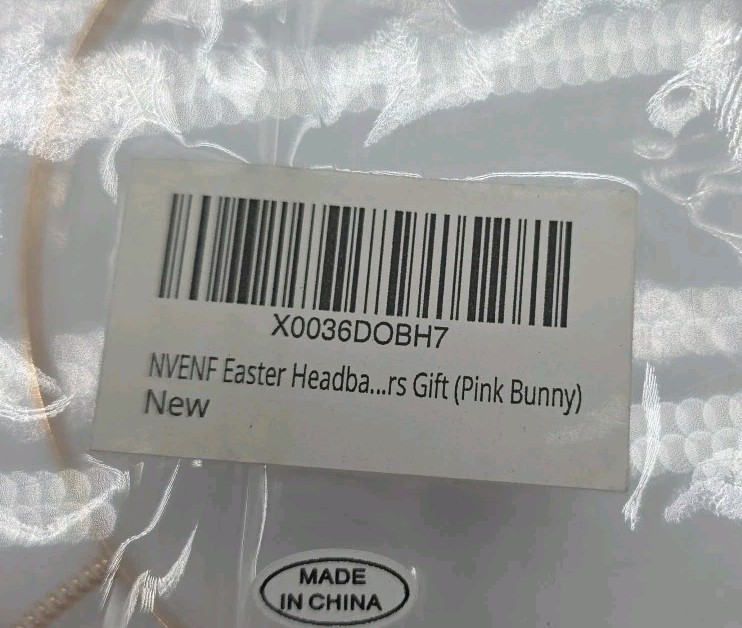 X0036DOBH7
NVENF Easter Headba...rs Gift (Pink Bunny)
New
MADE
IN CHINA